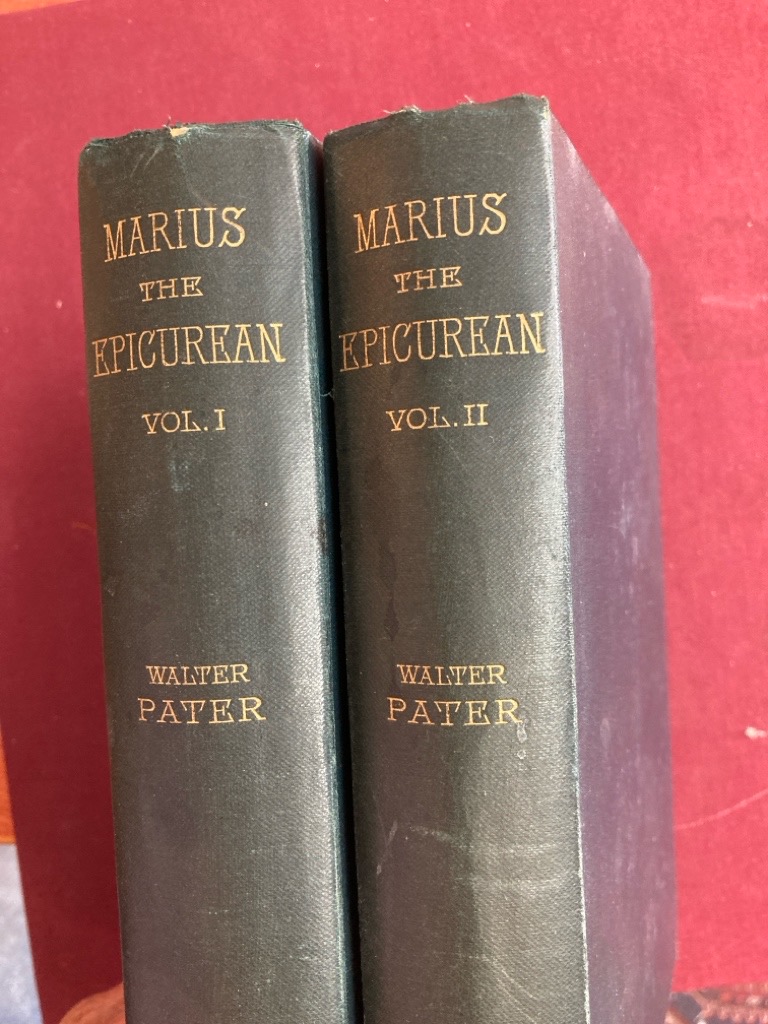 MARIUS
THE
EPICUREAN
VOL. I
WALTER
PATER
MARIUS
THE
EPICUREAN
VOL. II
WALTER
PATER